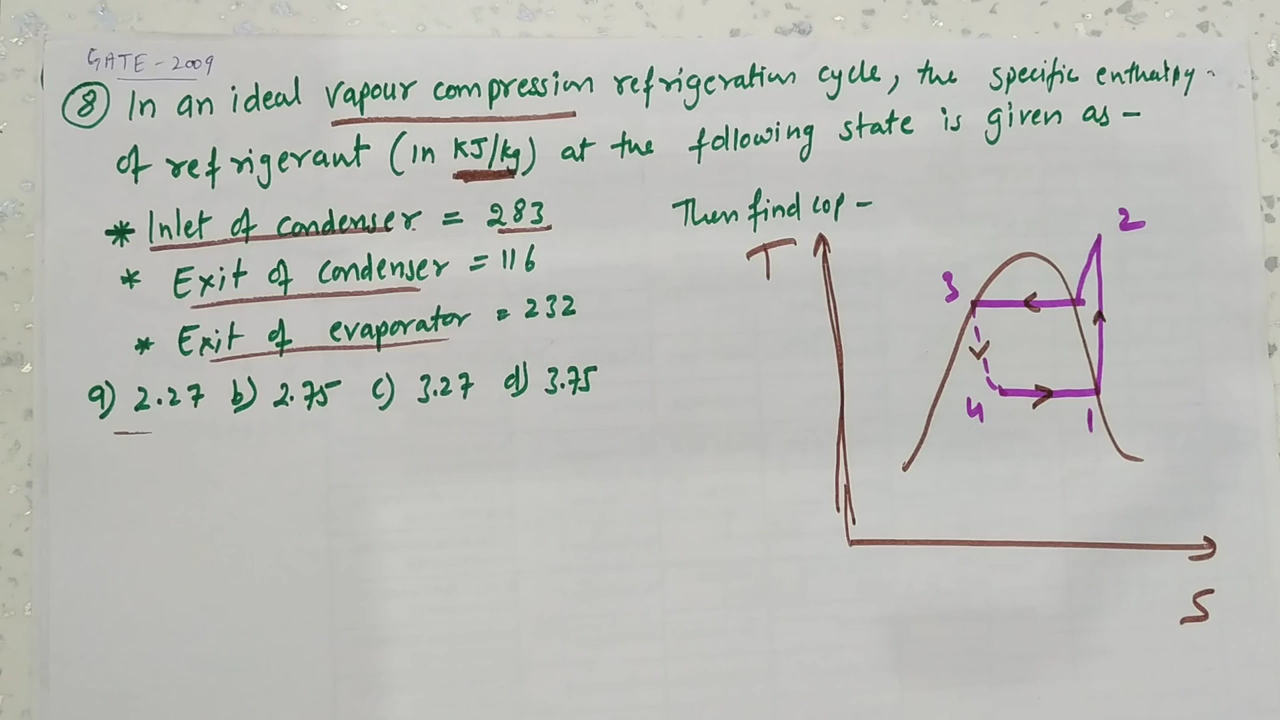 GATE - 2009
⑧ In an ideal vapour compression refrigeration cycle, the specific enthalpy
of refrigerant (in KJ/kg) at the following state is given as -
* Inlet of condenser = 283
Then find cop -
* Exit of condenser = 116
* Exit of evaporator = 232
a) 2.27 b) 2.75 c) 3.27 d) 3.75
T
2
3
4
1
S